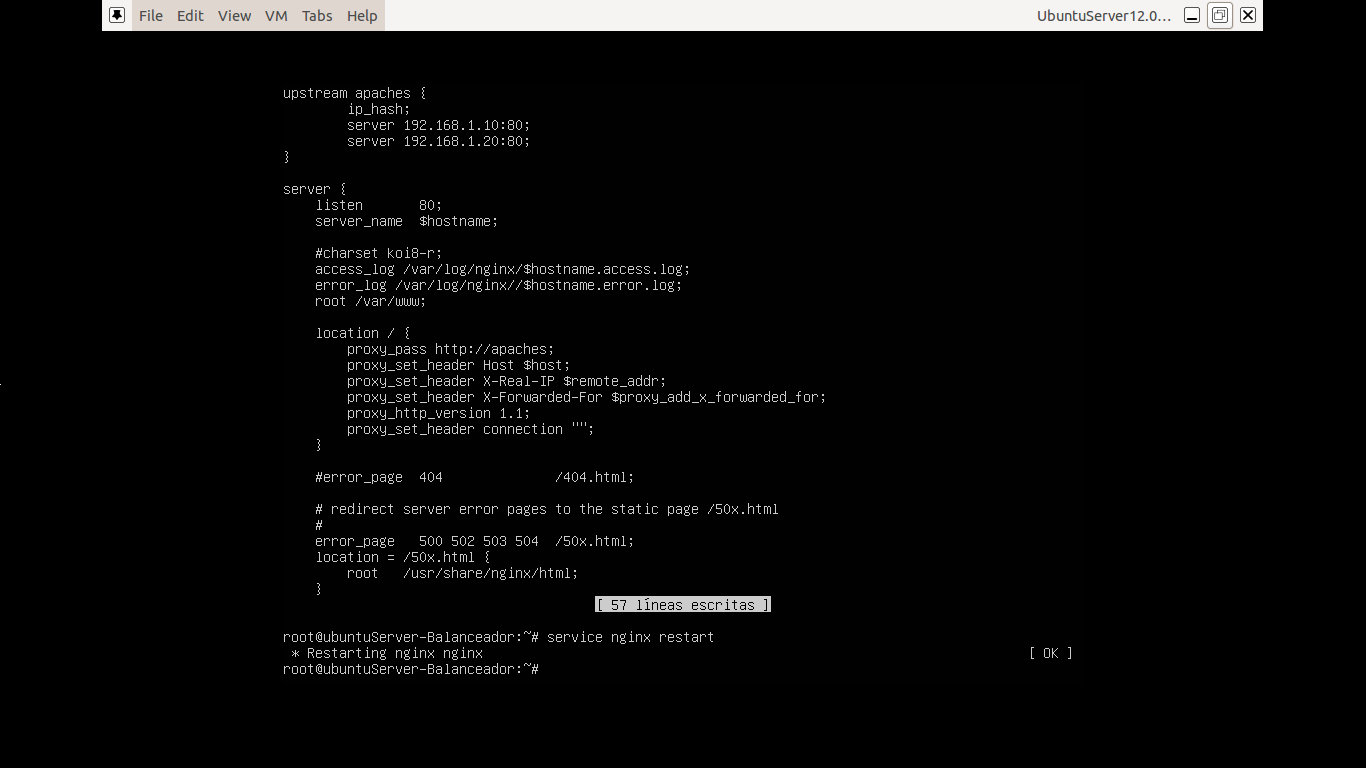 File Edit View VM Tabs Help UbuntuServer12.0...
upstream apaches {
        ip_hash;
        server 192.168.1.10:80;
        server 192.168.1.20:80;
}
server {
    listen       80;
    server_name  $hostname;
    #charset koi8-r;
    access_log /var/log/nginx/$hostname.access.log;
    error_log /var/log/nginx//$hostname.error.log;
    root /var/www;
    location / {
        proxy_pass http://apaches;
        proxy_set_header Host $host;
        proxy_set_header X-Real-IP $remote_addr;
        proxy_set_header X-Forwarded-For $proxy_add_x_forwarded_for;
        proxy_http_version 1.1;
        proxy_set_header connection "";
    }
    #error_page  404              /404.html;
    # redirect server error pages to the static page /50x.html
    #
    error_page   500 502 503 504  /50x.html;
    location = /50x.html {
        root   /usr/share/nginx/html;
    }
[ 57 líneas escritas ]
root@ubuntuServer-Balanceador:~# service nginx restart
 * Restarting nginx nginx [ OK ]
root@ubuntuServer-Balanceador:~#